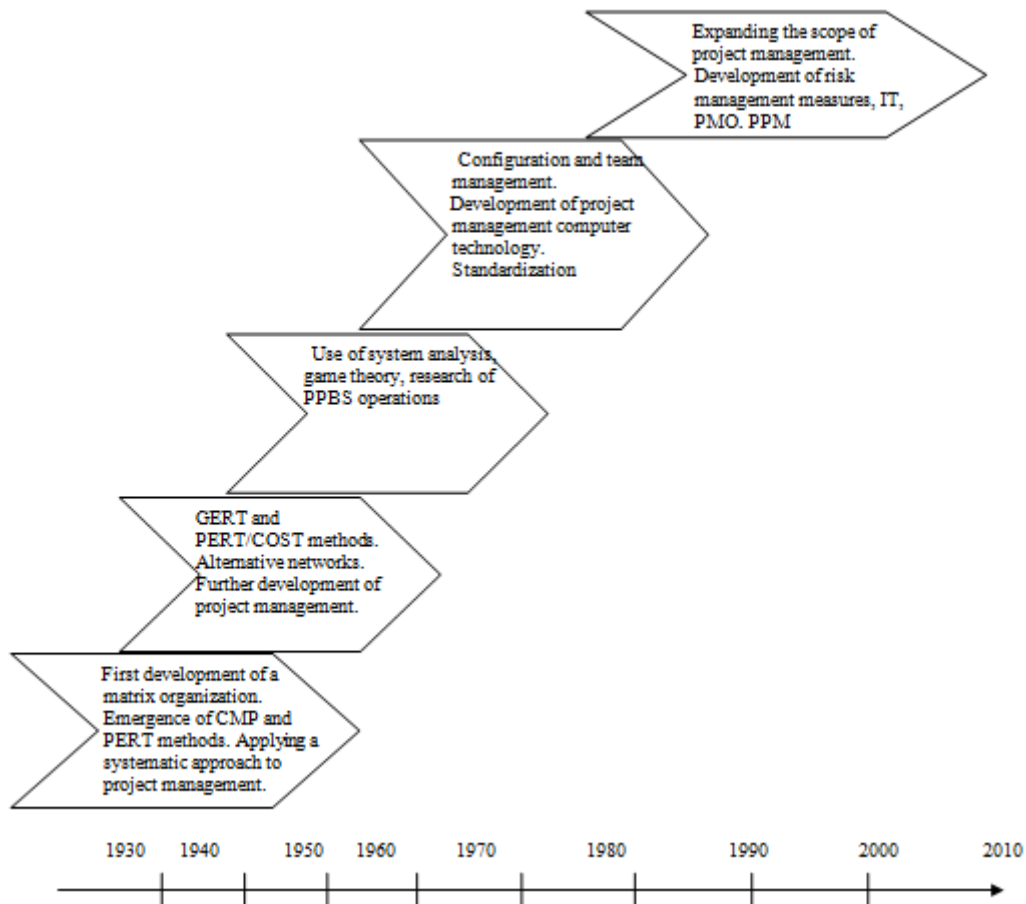 Expanding the scope of
project management.
Development of risk
management measures, IT,
PMO. PPM
Configuration and team
management.
Development of project
management computer
technology.
Standardization
Use of system analysis,
game theory, research of
PPBS operations
GERT and
PERT/COST methods.
Alternative networks.
Further development of
project management.
First development of a
matrix organization.
Emergence of CMP and
PERT methods. Applying a
systematic approach to
project management.
1930 1940 1950 1960 1970 1980 1990 2000 2010